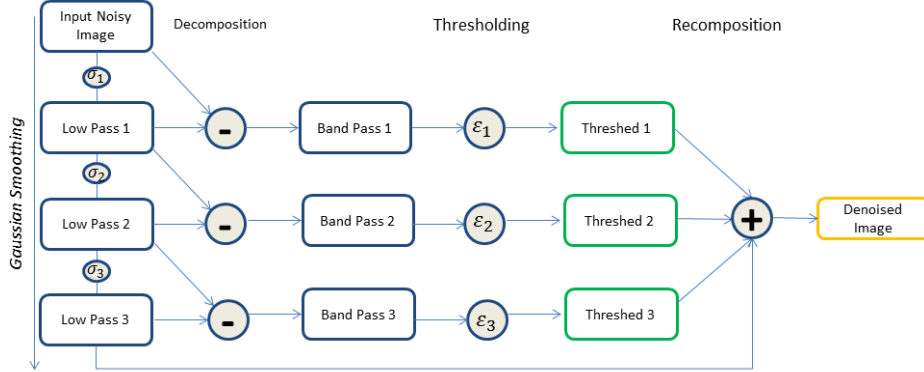 Input Noisy
Image
Decomposition
Thresholding
Recomposition
σ1
Low Pass 1
-
Band Pass 1
ε1
Threshed 1
σ2
Low Pass 2
-
Band Pass 2
ε2
Threshed 2
+
Denoised
Image
σ3
Low Pass 3
-
Band Pass 3
ε3
Threshed 3
Gaussian Smoothing